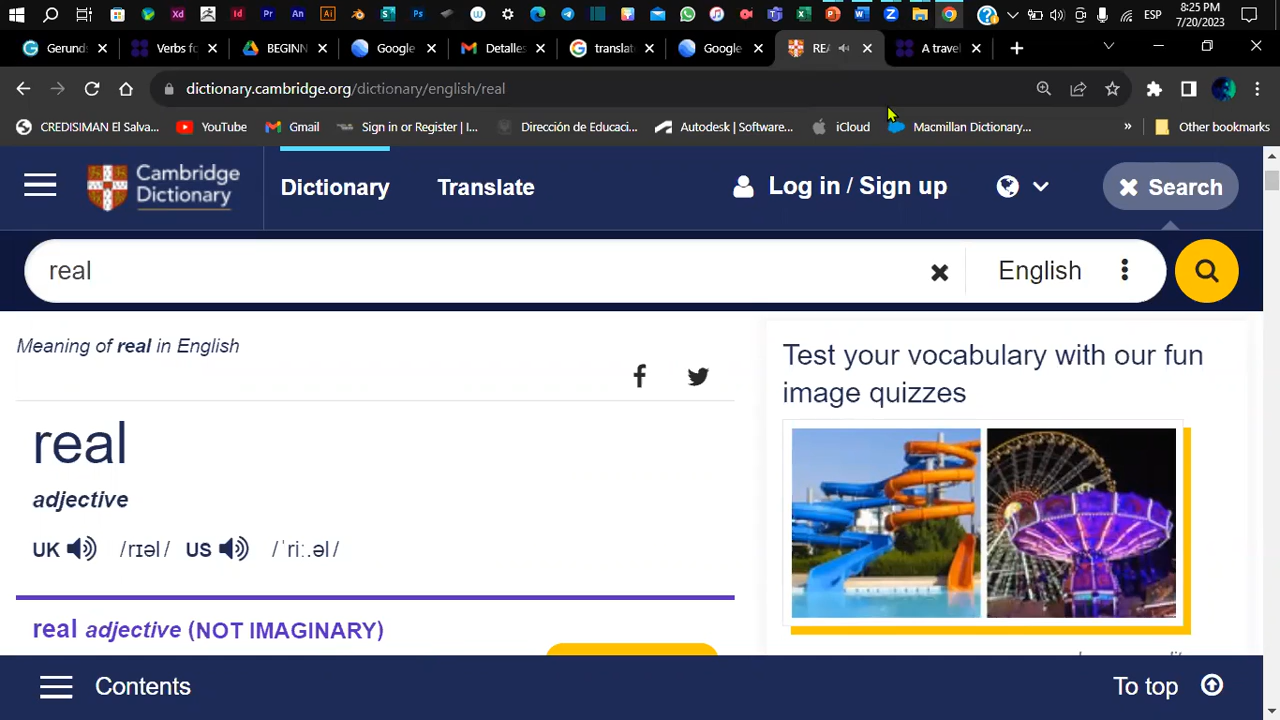 ESP
8:25 PM
7/20/2023
Gerund
Verbs fo
BEGINN
Google
Detalles
translate
Google
REA
A travel
dictionary.cambridge.org/dictionary/english/real
CREDISIMAN El Salva...
YouTube
Gmail
Sign in or Register | I...
Dirección de Educaci...
Autodesk | Software...
iCloud
Macmillan Dictionary...
»
Other bookmarks
Cambridge
Dictionary
Dictionary
Translate
Log in / Sign up
Search
real
English
Meaning of real in English
real
adjective
UK /rɪəl/ US /ˈriː.əl/
real adjective (NOT IMAGINARY)
Test your vocabulary with our fun
image quizzes
Contents
To top